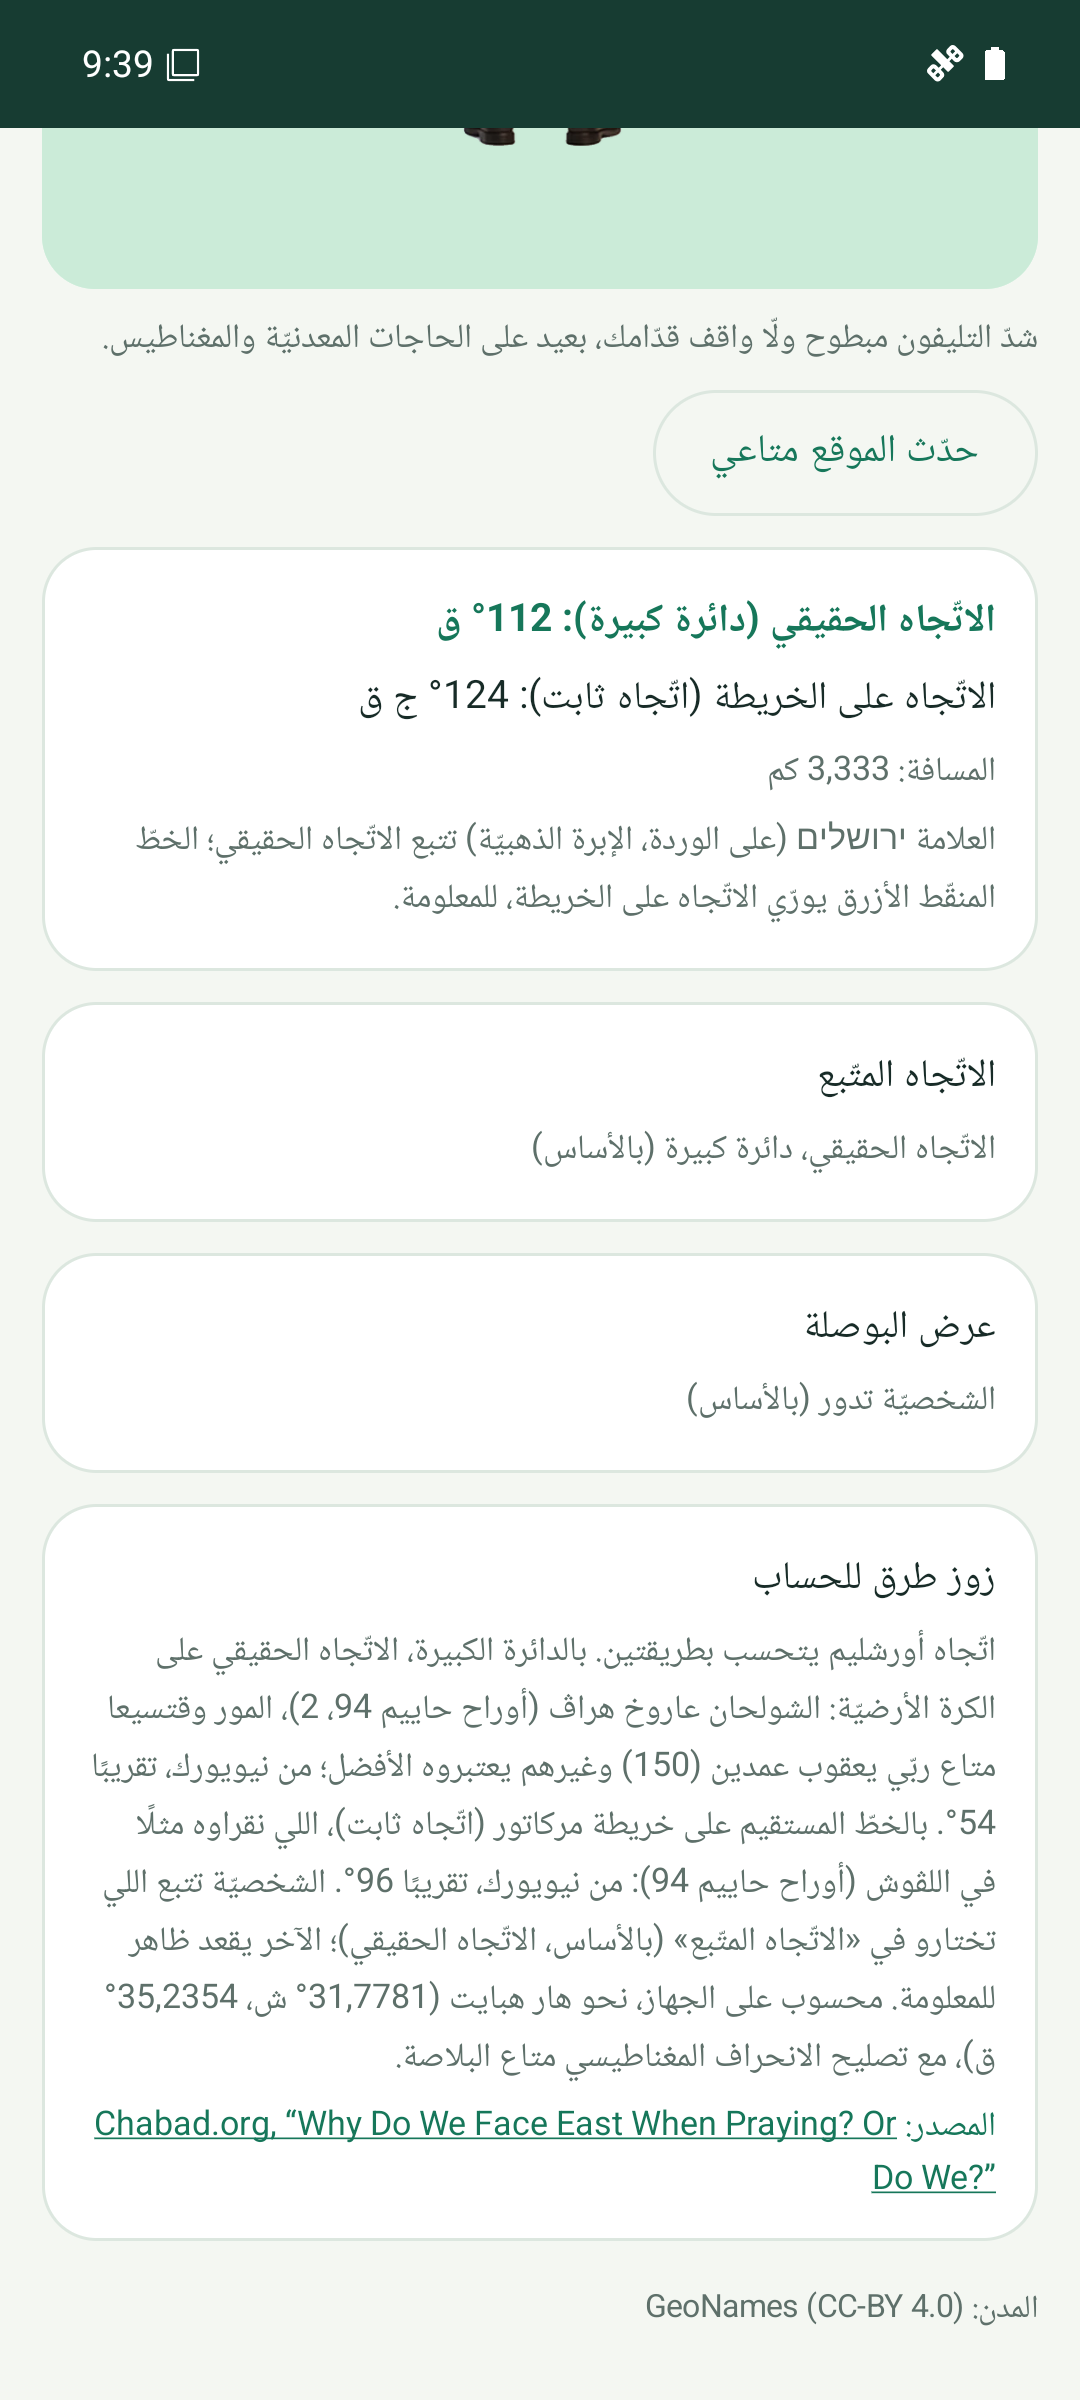 9:39
شدّ التليفون مبطوح ولّا واقف قدّامك، بعيد على الحاجات المعدنيّة والمغناطيس.
حدّث الموقع متاعي
الاتّجاه الحقيقي (دائرة كبيرة): 112° ق
الاتّجاه على الخريطة (اتّجاه ثابت): 124° ج ق
المسافة: 3,333 كم
العلامة ירושלים (على الوردة، الإبرة الذهبيّة) تتبع الاتّجاه الحقيقي؛ الخطّ
المنقّط الأزرق يورّي الاتّجاه على الخريطة، للمعلومة.
الاتّجاه المتّبع
الاتّجاه الحقيقي، دائرة كبيرة (بالأساس)
عرض البوصلة
الشخصيّة تدور (بالأساس)
زوز طرق للحساب
اتّجاه أورشليم يتحسب بطريقتين. بالدائرة الكبيرة، الاتّجاه الحقيقي على
الكرة الأرضيّة: الشولحان عاروخ هراڤ (أوراح حاييم 94، 2)، المور وقتسيعا
متاع ربّي يعقوب عمدين (150) وغيرهم يعتبروه الأفضل؛ من نيويورك، تقريبًا
54°. بالخطّ المستقيم على خريطة مركاتور (اتّجاه ثابت)، اللي نقراوه مثلًا
في اللڤوش (أوراح حاييم 94): من نيويورك، تقريبًا 96°. الشخصيّة تتبع اللي
تختارو في «الاتّجاه المتّبع» (بالأساس، الاتّجاه الحقيقي)؛ الآخر يقعد ظاهر
للمعلومة. محسوب على الجهاز، نحو هار هبايت (31,7781° ش، 35,2354°
ق)، مع تصليح الانحراف المغناطيسي متاع البلاصة.
المصدر: Chabad.org, “Why Do We Face East When Praying? Or
Do We?”
المدن: GeoNames (CC-BY 4.0)